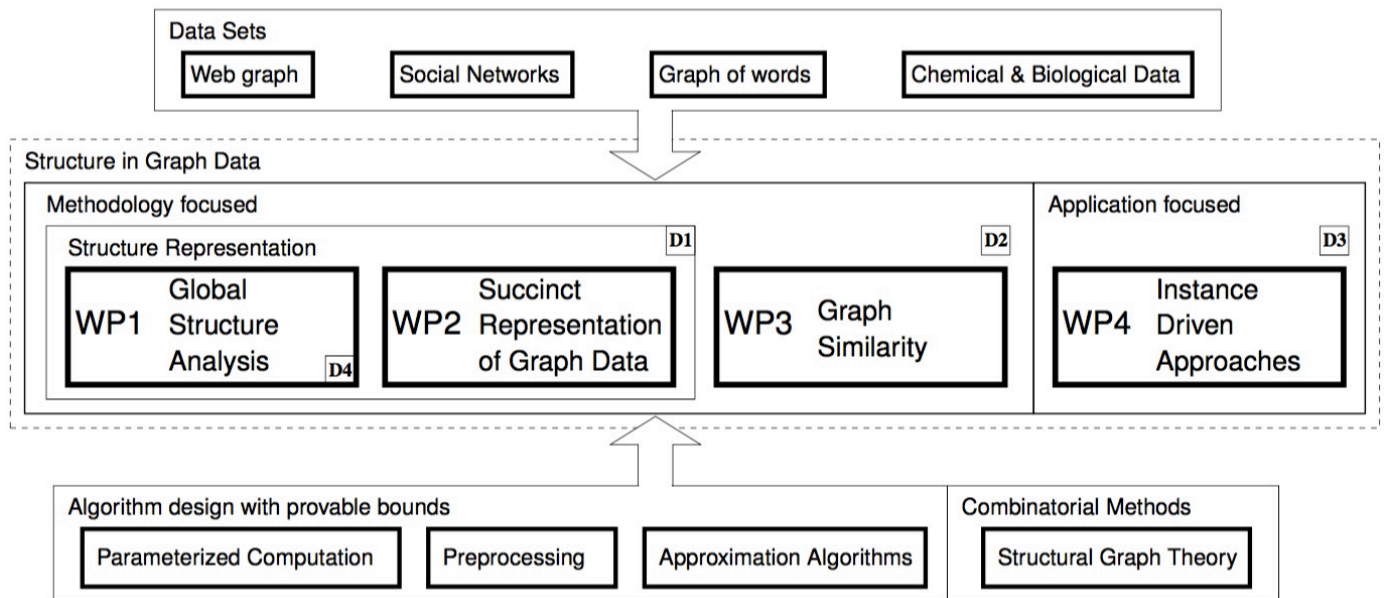 Data Sets
Web graph
Social Networks
Graph of words
Chemical & Biological Data
Structure in Graph Data
Methodology focused
Application focused
Structure Representation
D1
D2
D3
WP1
Global
Structure
Analysis
D4
WP2
Succinct
Representation
of Graph Data
WP3
Graph
Similarity
WP4
Instance
Driven
Approaches
Algorithm design with provable bounds
Combinatorial Methods
Parameterized Computation
Preprocessing
Approximation Algorithms
Structural Graph Theory